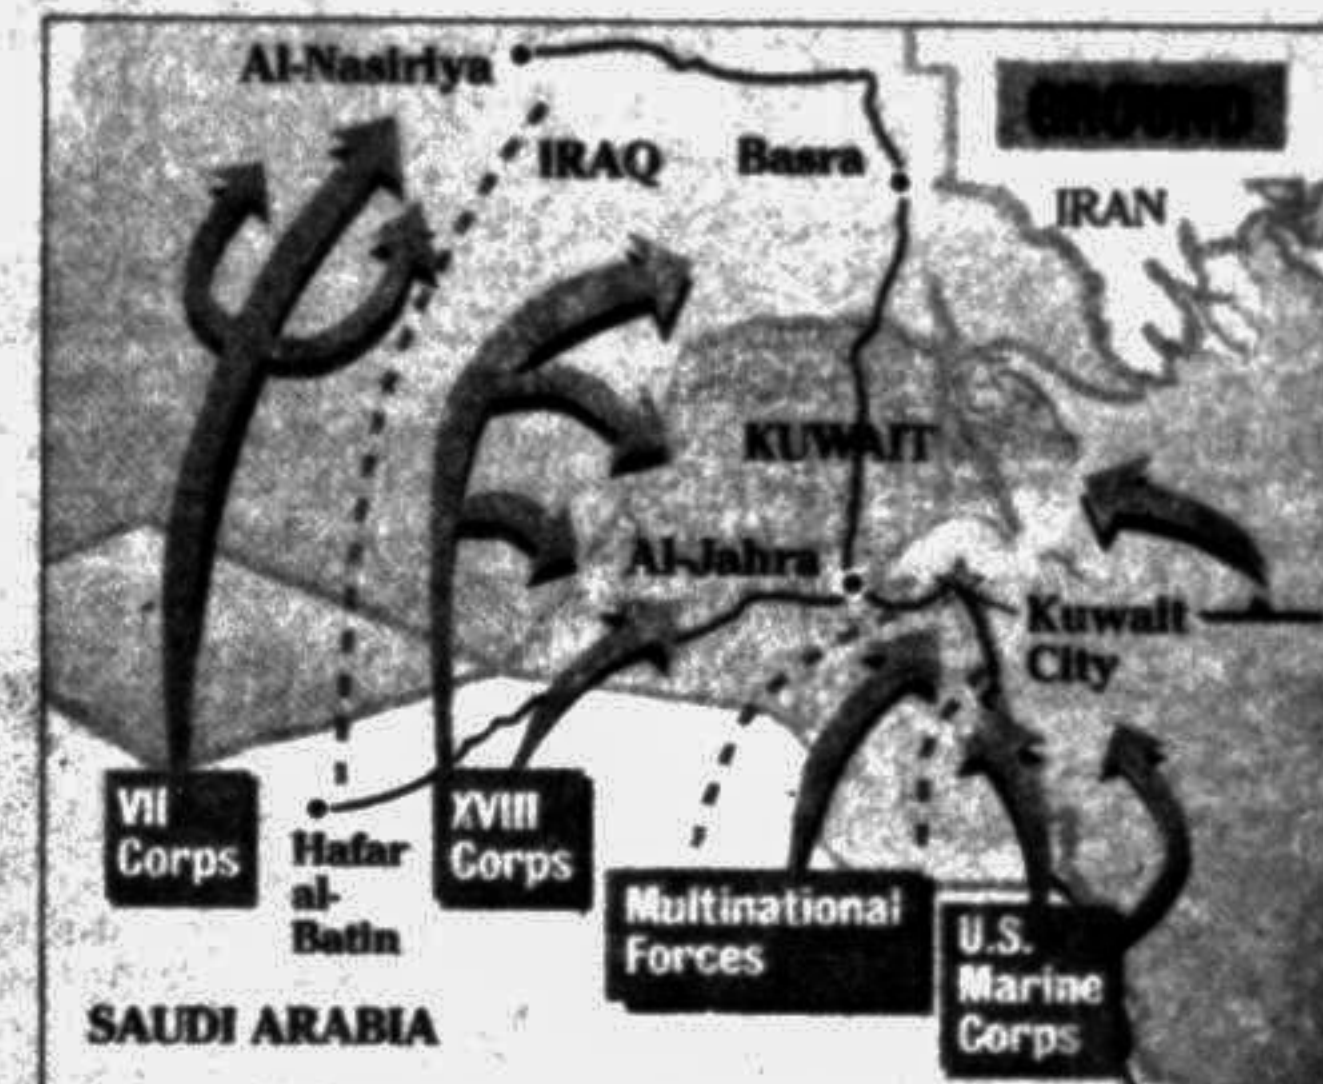 Al-Nasiriya
GROUND
IRAQ
Basra
IRAN
KUWAIT
Al-Jahra
Kuwait
City
VII
Corps
XVIII
Corps
Hafar
al-
Batin
Multinational
Forces
U.S.
Marine
Corps
SAUDI ARABIA